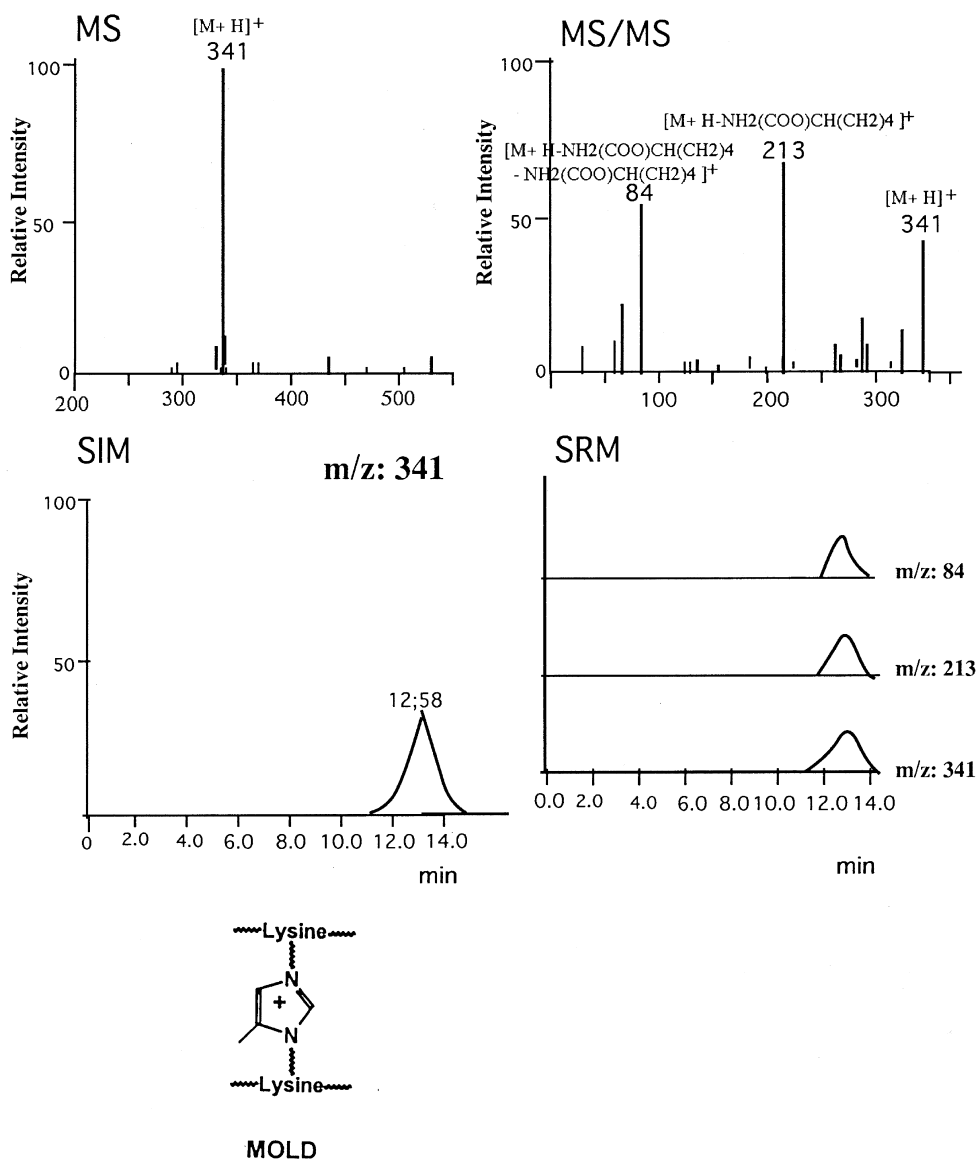 MS
[M+ H]+
341
100
50
0
Relative Intensity
200
300
400
500
MS/MS
[M+ H-NH2(COO)CH(CH2)4 ]+
213
[M+ H-NH2(COO)CH(CH2)4
- NH2(COO)CH(CH2)4 ]+
84
[M+ H]+
341
100
50
0
Relative Intensity
100
200
300
SIM
m/z: 341
100
50
Relative Intensity
12;58
0
2.0
4.0
6.0
8.0
10.0
12.0
14.0
min
SRM
m/z: 84
m/z: 213
m/z: 341
0.0
2.0
4.0
6.0
8.0
10.0
12.0
14.0
min
Lysine
N
+
N
Lysine
MOLD